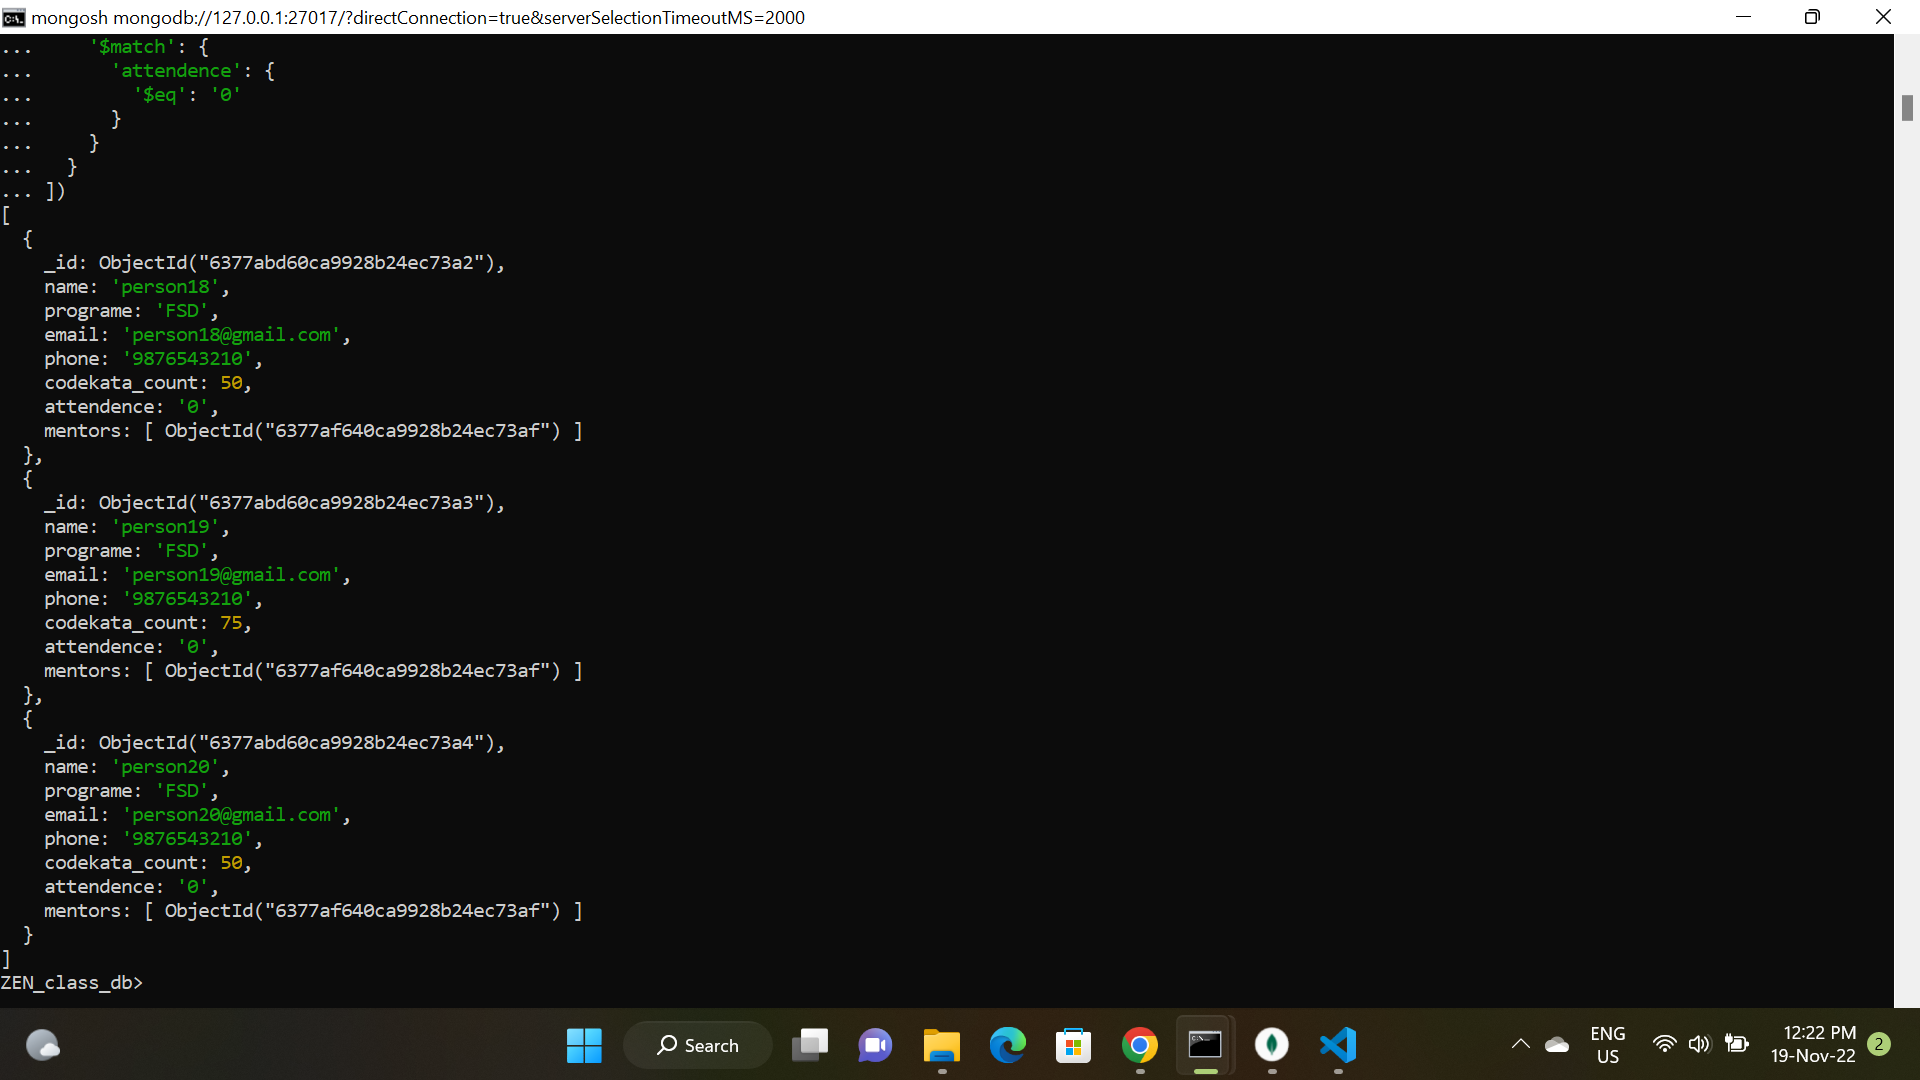 mongosh mongodb://127.0.0.1:27017/?directConnection=true&serverSelectionTimeoutMS=2000
...     '$match': {
...       'attendence': {
...         '$eq': '0'
...       }
...     }
...   }
... ])
[
  {
    _id: ObjectId("6377abd60ca9928b24ec73a2"),
    name: 'person18',
    programe: 'FSD',
    email: 'person18@gmail.com',
    phone: '9876543210',
    codekata_count: 50,
    attendence: '0',
    mentors: [ ObjectId("6377af640ca9928b24ec73af") ]
  },
  {
    _id: ObjectId("6377abd60ca9928b24ec73a3"),
    name: 'person19',
    programe: 'FSD',
    email: 'person19@gmail.com',
    phone: '9876543210',
    codekata_count: 75,
    attendence: '0',
    mentors: [ ObjectId("6377af640ca9928b24ec73af") ]
  },
  {
    _id: ObjectId("6377abd60ca9928b24ec73a4"),
    name: 'person20',
    programe: 'FSD',
    email: 'person20@gmail.com',
    phone: '9876543210',
    codekata_count: 50,
    attendence: '0',
    mentors: [ ObjectId("6377af640ca9928b24ec73af") ]
  }
]
ZEN_class_db>
Search
ENG
US
12:22 PM
19-Nov-22
2